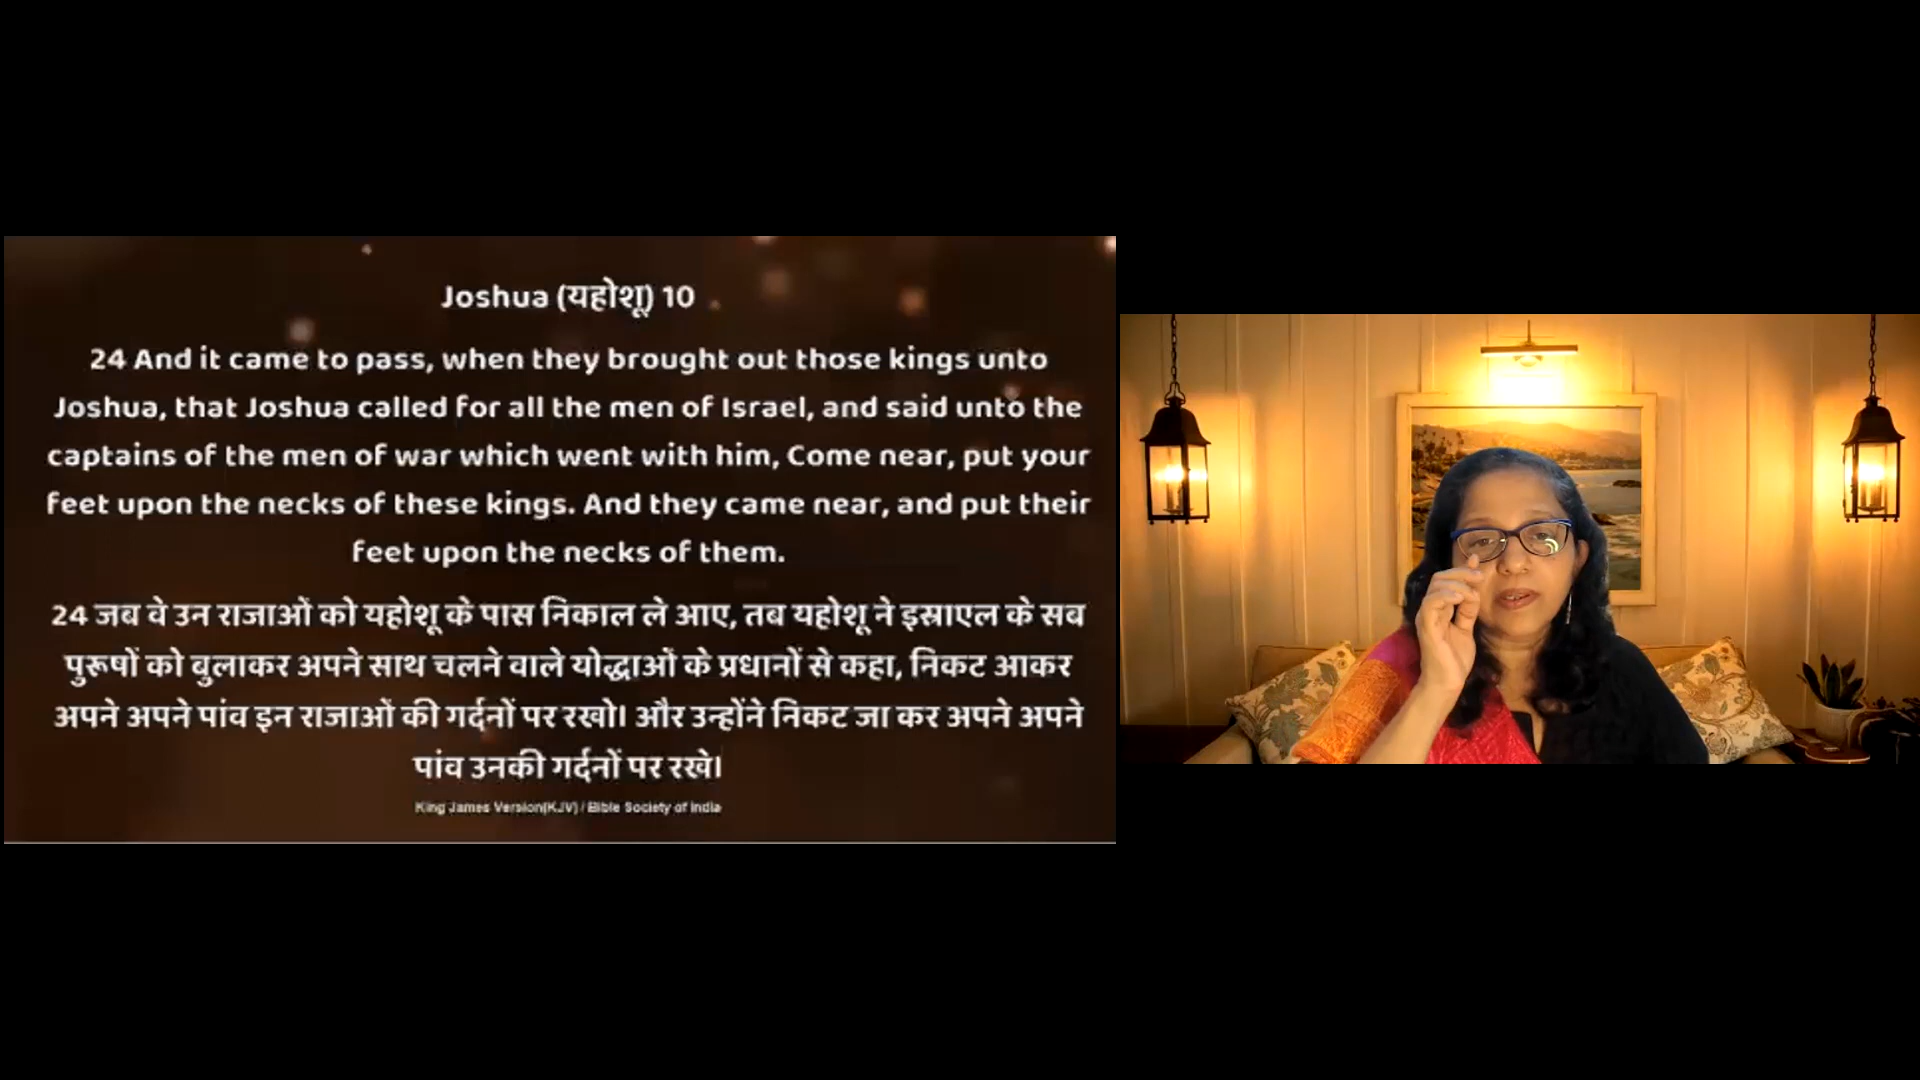 Joshua (यहोशू) 10
24 And it came to pass, when they brought out those kings unto
Joshua, that Joshua called for all the men of Israel, and said unto the
captains of the men of war which went with him, Come near, put your
feet upon the necks of these kings. And they came near, and put their
feet upon the necks of them.
24 जब वे उन राजाओं को यहोशू के पास निकाल ले आए, तब यहोशू ने इस्राएल के सब
पुरूषों को बुलाकर अपने साथ चलने वाले योद्धाओं के प्रधानों से कहा, निकट आकर
अपने अपने पांव इन राजाओं की गर्दनों पर रखो। और उन्होंने निकट जा कर अपने अपने
पांव उनकी गर्दनों पर रखे।
King James Version(KJV) / Bible Society of India